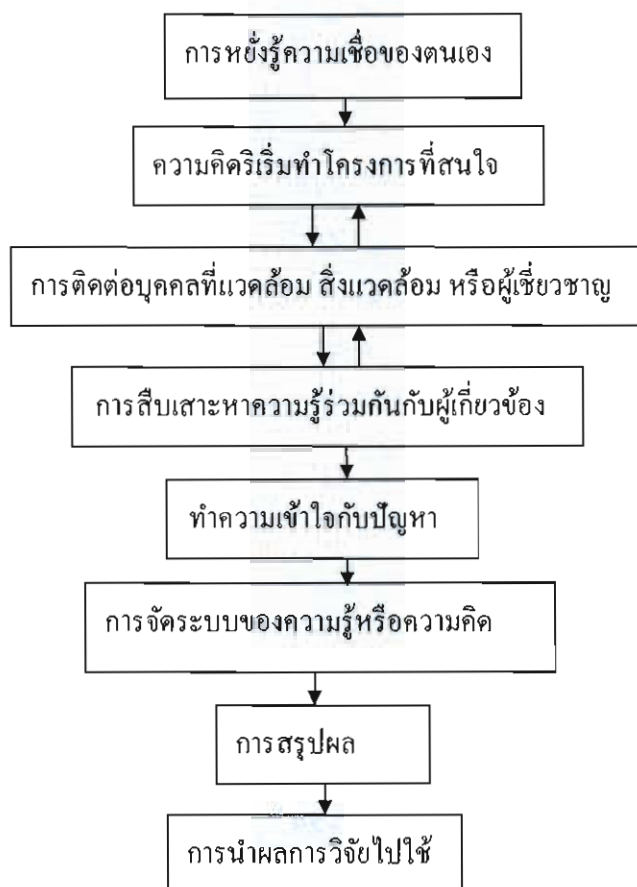 การหยั่งรู้ความเชื่อของตนเอง
ความคิดริเริ่มทำโครงการที่สนใจ
การติดต่อบุคคลที่แวดล้อม สิ่งแวดล้อม หรือผู้เชี่ยวชาญ
การสืบเสาะหาความรู้ร่วมกันกับผู้เกี่ยวข้อง
ทำความเข้าใจกับปัญหา
การจัดระบบของความรู้หรือความคิด
การสรุปผล
การนำผลการวิจัยไปใช้